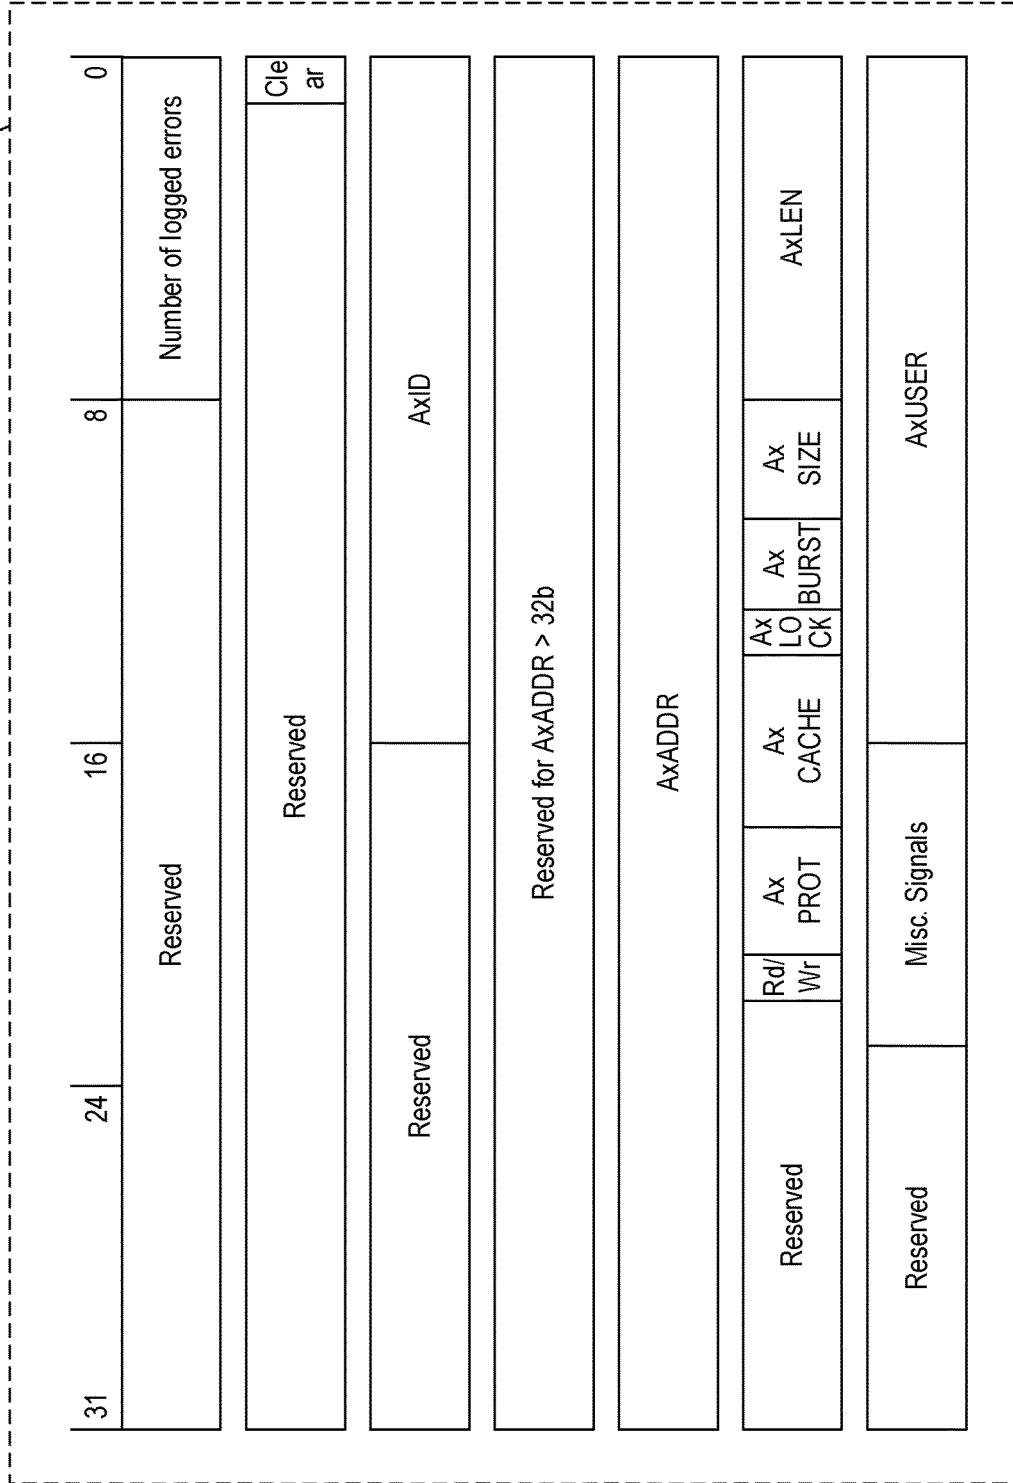 31
24
16
8
0
Reserved
Number of logged errors
Reserved
Cle
ar
Reserved
AxID
Reserved for AxADDR > 32b
AxADDR
Reserved
Rd/
Wr
Ax
PROT
Ax
CACHE
Ax
LO
CK
Ax
BURST
Ax
SIZE
AxLEN
Reserved
Misc. Signals
AxUSER